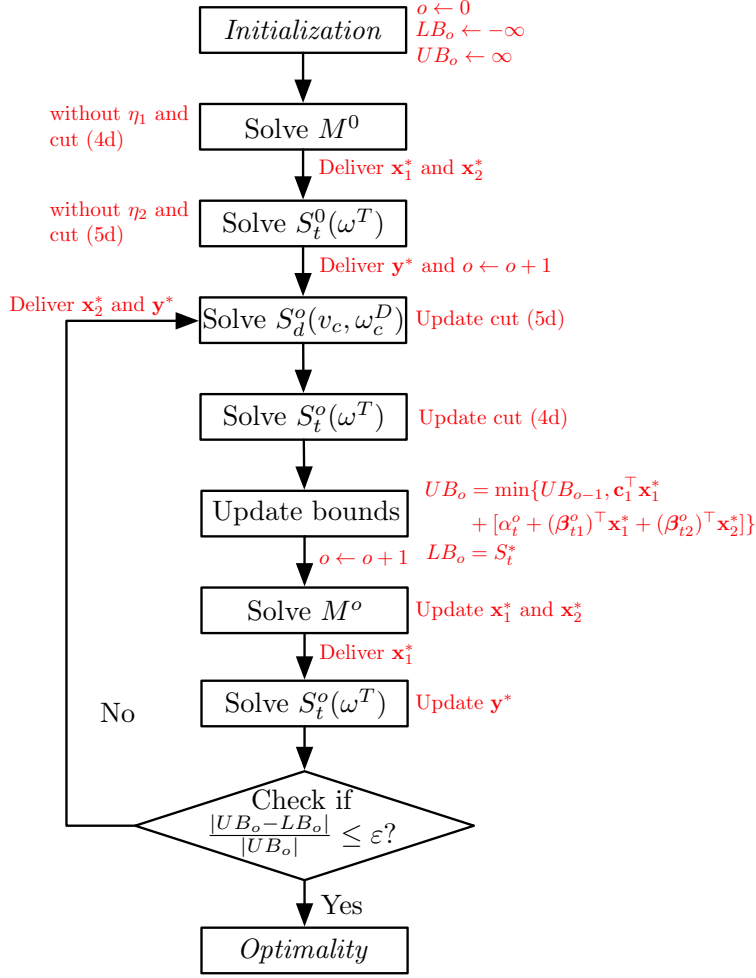 Initialization
o ← 0
LB_o ← −∞
UB_o ← ∞
without η_1 and
cut (4d)
Solve M^0
Deliver x_1^* and x_2^*
without η_2 and
cut (5d)
Solve S_t^0(ω^T)
Deliver y^* and o ← o + 1
Deliver x_2^* and y^*
Solve S_d^o(v_c, ω_c^D)
Update cut (5d)
Solve S_t^o(ω^T)
Update cut (4d)
Update bounds
UB_o = min{UB_{o−1}, c_1^⊤ x_1^*
+ [α_t^o + (β_{t1}^o)^⊤ x_1^* + (β_{t2}^o)^⊤ x_2^*]}
LB_o = S_t^*
o ← o + 1
Solve M^o
Update x_1^* and x_2^*
Deliver x_1^*
Solve S_t^o(ω^T)
Update y^*
No
Check if
|UB_o−LB_o| / |UB_o| ≤ ε?
Yes
Optimality